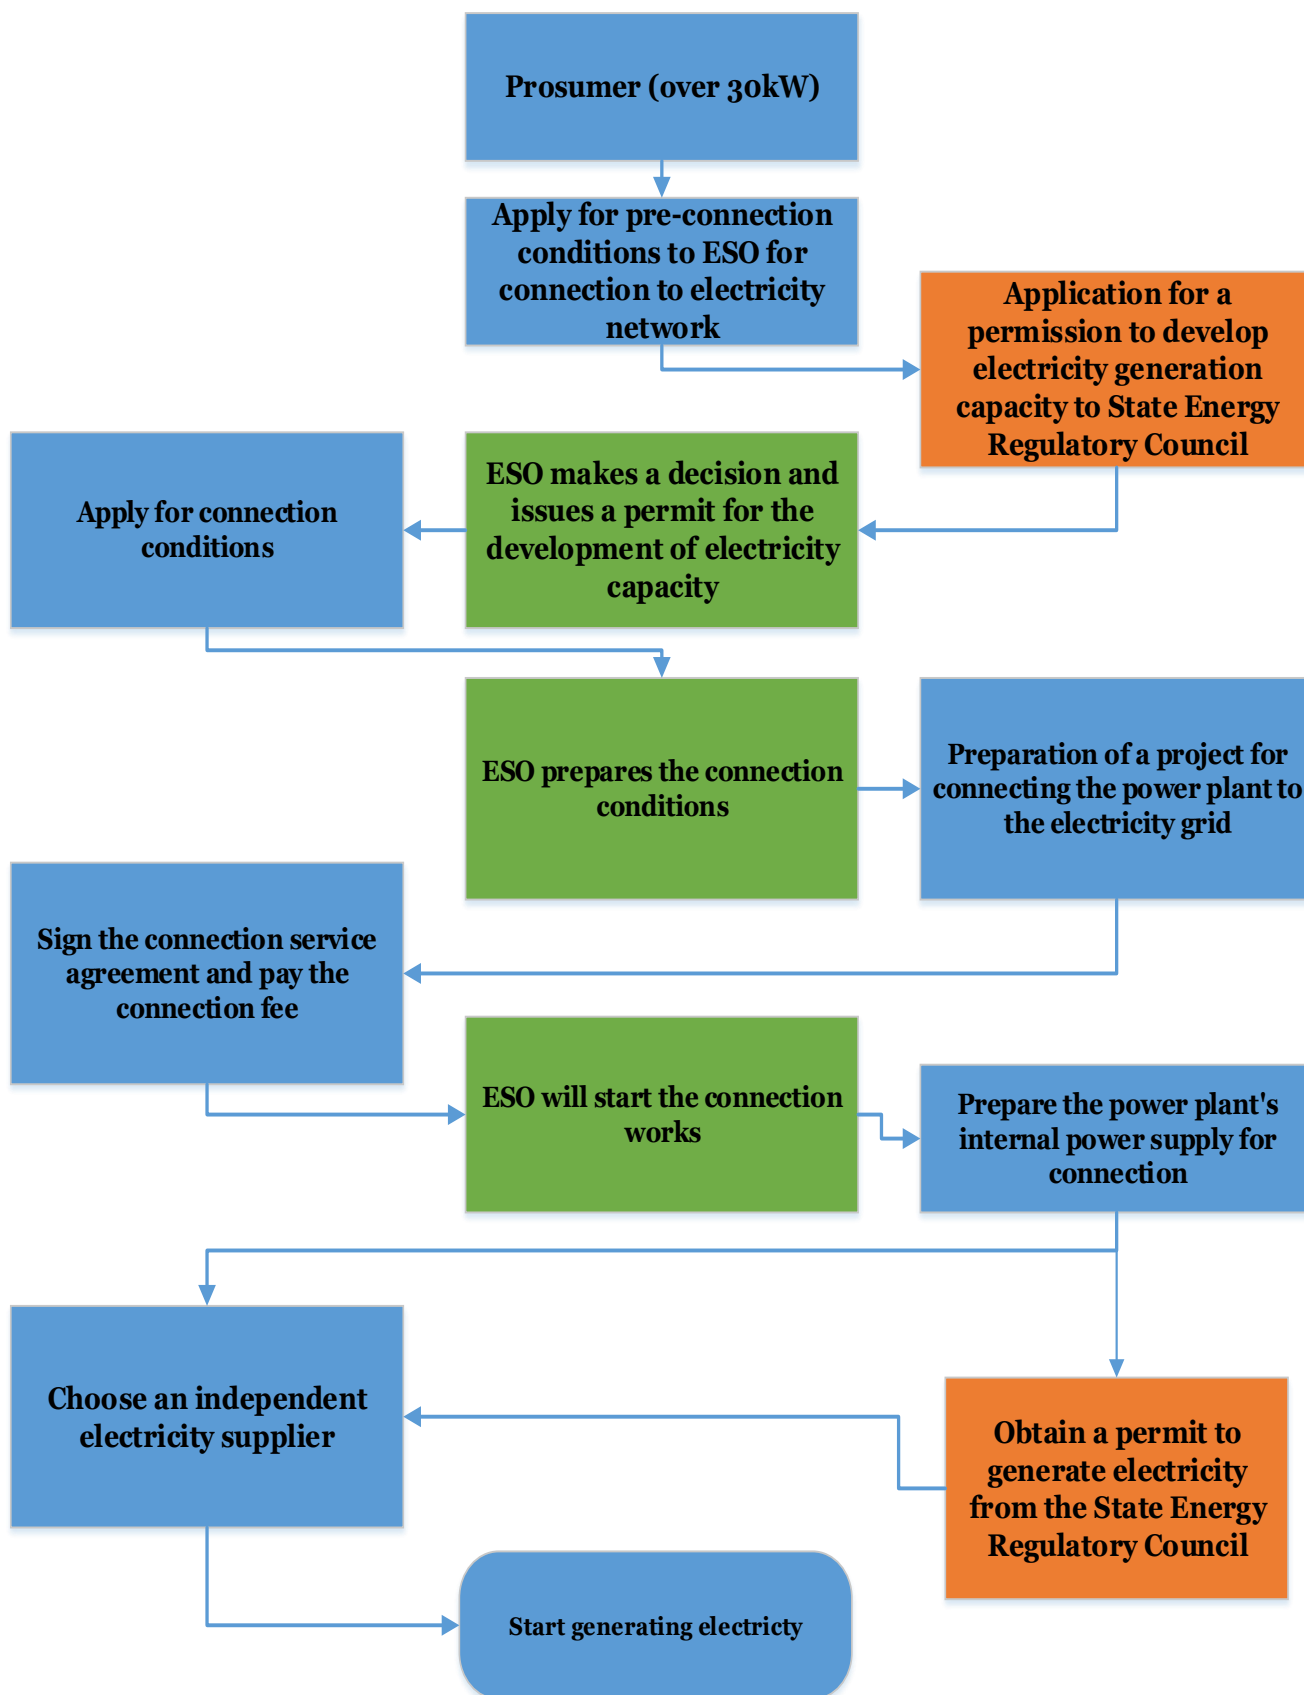 Prosumer (over 30kW)
Apply for pre-connection
conditions to ESO for
connection to electricity
network
Application for a
permission to develop
electricity generation
capacity to State Energy
Regulatory Council
ESO makes a decision and
issues a permit for the
development of electricity
capacity
Apply for connection
conditions
ESO prepares the connection
conditions
Preparation of a project for
connecting the power plant to
the electricity grid
Sign the connection service
agreement and pay the
connection fee
ESO will start the connection
works
Prepare the power plant's
internal power supply for
connection
Choose an independent
electricity supplier
Obtain a permit to
generate electricity
from the State Energy
Regulatory Council
Start generating electricty